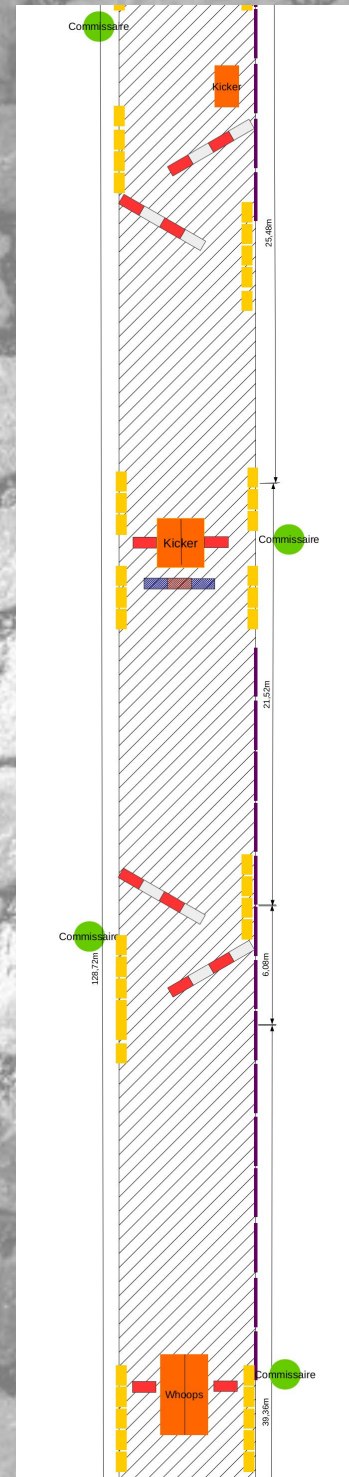 Commissaire
Kicker
25,48m
Kicker
Commissaire
21,52m
Commissaire
128,72m
6,08m
Commissaire
Whoops
39,36m